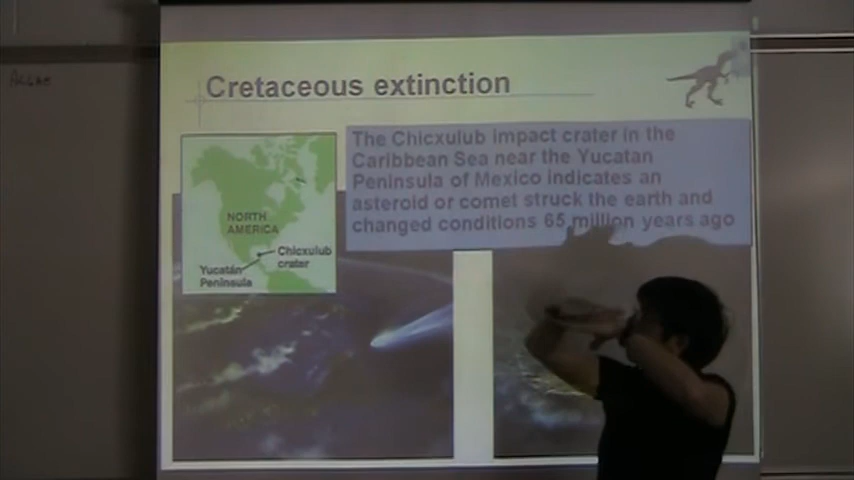 Cretaceous extinction
The Chicxulub impact crater in the
Caribbean Sea near the Yucatan
Peninsula of Mexico indicates an
asteroid or comet struck the earth and
changed conditions 65 million years ago
NORTH
AMERICA
Chicxulub
crater
Yucatán
Peninsula